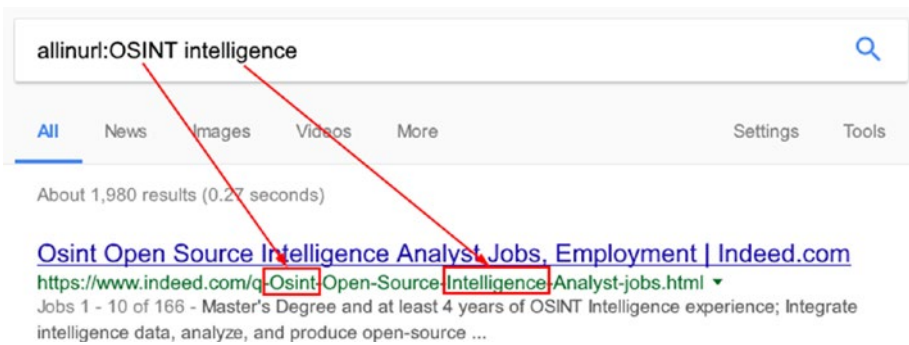 allinurl:OSINT intelligence
All News Images Videos More Settings Tools
About 1,980 results (0.27 seconds)
Osint Open Source Intelligence Analyst Jobs, Employment | Indeed.com
https://www.indeed.com/q-Osint-Open-Source-Intelligence-Analyst-jobs.html
Jobs 1 - 10 of 166 - Master's Degree and at least 4 years of OSINT Intelligence experience; Integrate
intelligence data, analyze, and produce open-source ...